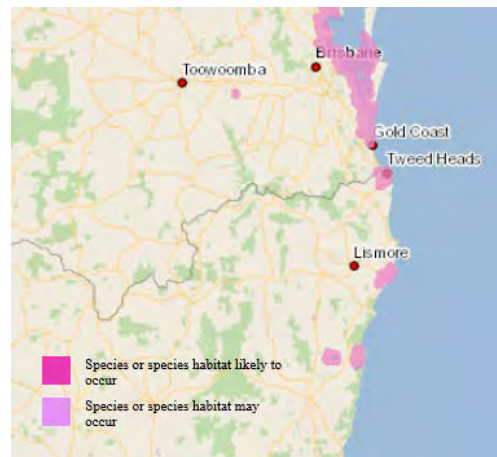 Brisbane
Toowoomba
Gold Coast
Tweed Heads
Lismore
Species or species habitat likely to
occur
Species or species habitat may
occur